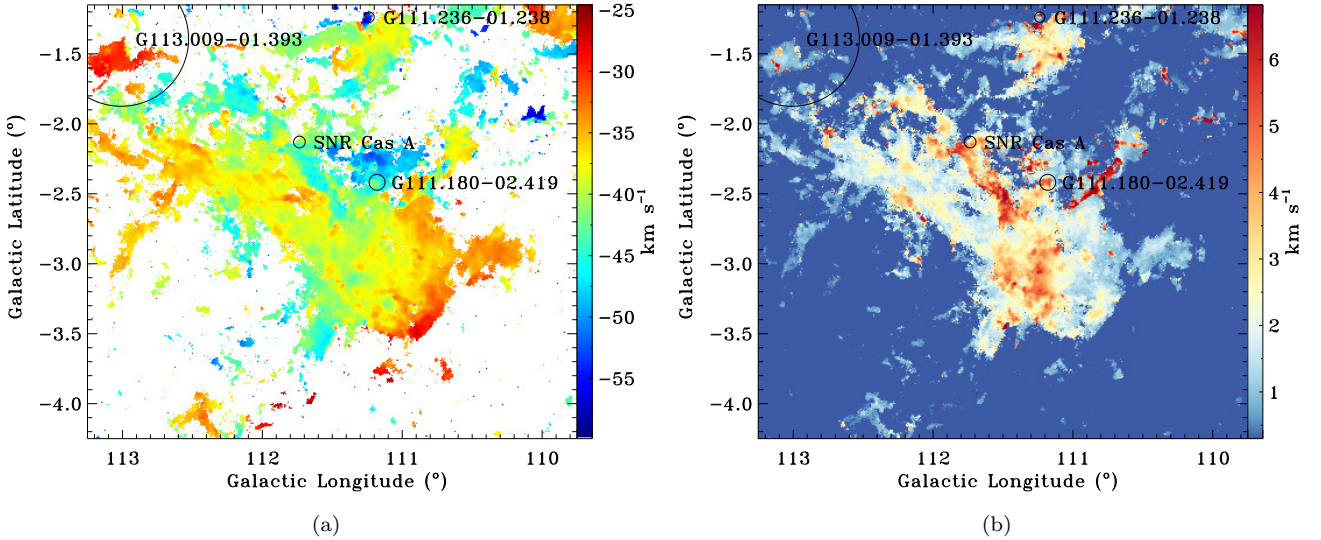 G111.236−01.238
G113.009−01.393
SNR Cas A
G111.180−02.419
−1.5
−2.0
−2.5
−3.0
−3.5
−4.0
Galactic Latitude (°)
113 112 111 110
Galactic Longitude (°)
−25
−30
−35
−40
−45
−50
−55
km s⁻¹
(a)
G111.236−01.238
G113.009−01.393
SNR Cas A
G111.180−02.419
−1.5
−2.0
−2.5
−3.0
−3.5
−4.0
Galactic Latitude (°)
113 112 111 110
Galactic Longitude (°)
6
5
4
3
2
1
km s⁻¹
(b)